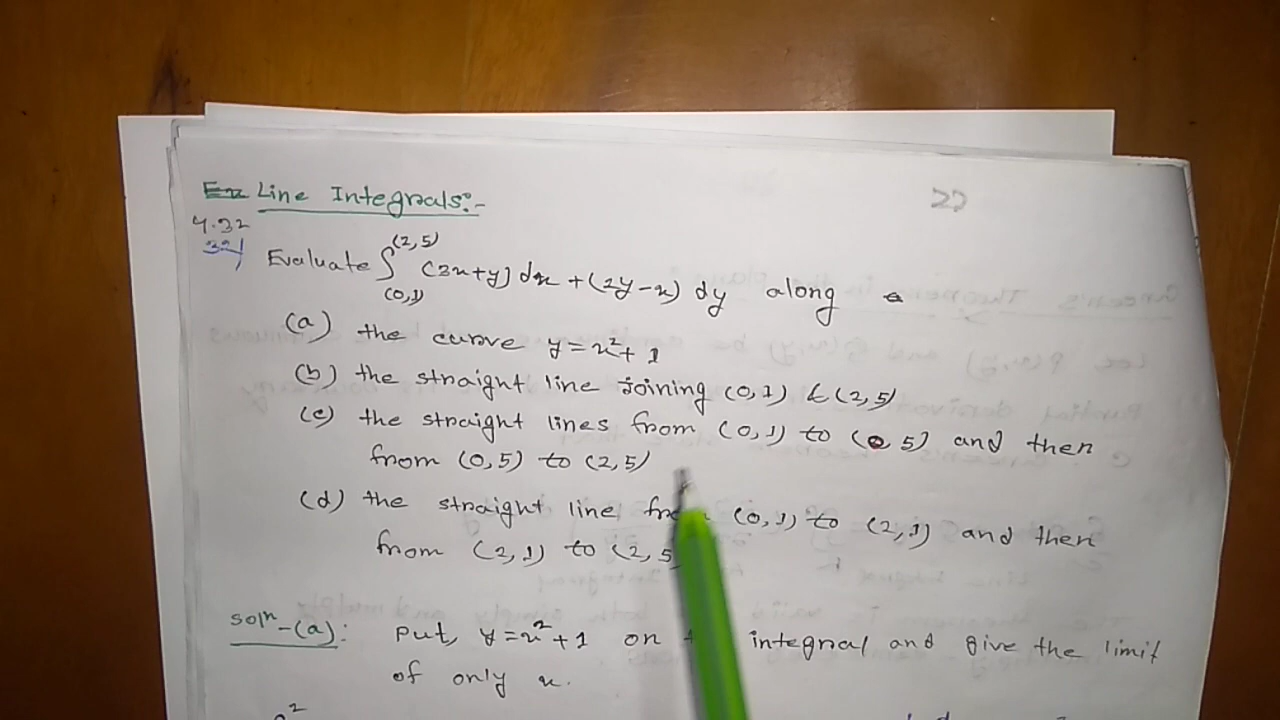 Line Integrals:-
22
4.32
32)
Evaluate ∫(0,1)^(2,5) (3x+y) dx + (2y-x) dy along
(a) the curve y = x²+1
(b) the straight line joining (0,1) & (2,5)
(c) the straight lines from (0,1) to (0 5) and then
from (0,5) to (2,5)
(d) the straight line from (0,1) to (2,1) and then
from (2,1) to (2,5
Solⁿ-(a): Put, y = x²+1 on integral and give the limit
of only x.